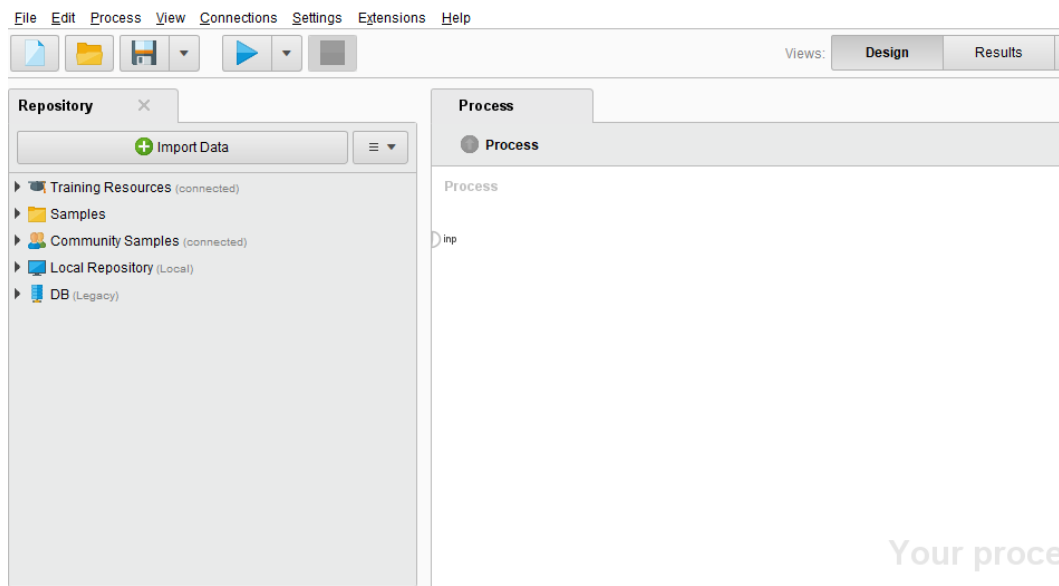 File Edit Process View Connections Settings Extensions Help
Views: Design Results
Repository
Process
Import Data
Process
Training Resources (connected)
Process
Samples
Community Samples (connected)
inp
Local Repository (Local)
DB (Legacy)
Your proce